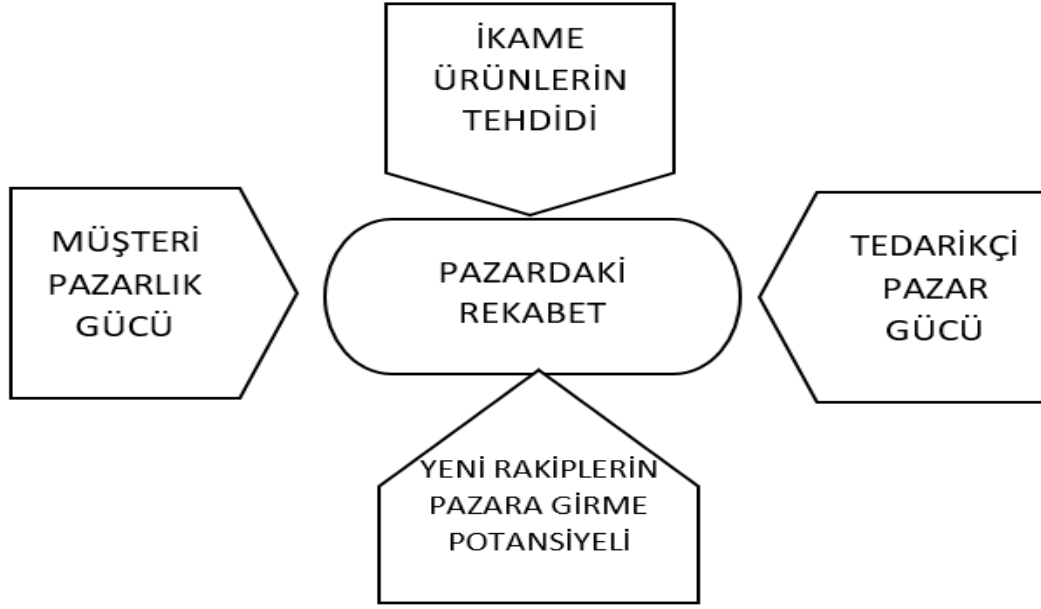 İKAME
ÜRÜNLERİN
TEHDİDİ
MÜŞTERİ
PAZARLIK
GÜCÜ
PAZARDAKİ
REKABET
TEDARİKÇİ
PAZAR
GÜCÜ
YENİ RAKİPLERİN
PAZARA GİRME
POTANSİYELİ